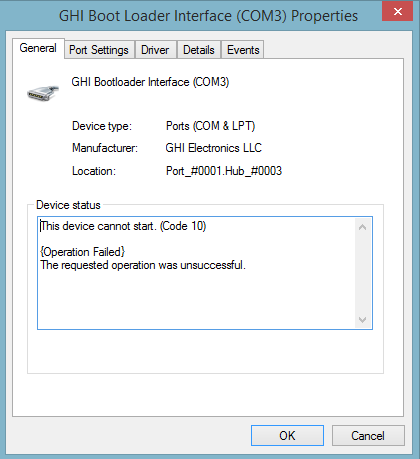 GHI Boot Loader Interface (COM3) Properties
General Port Settings Driver Details Events
GHI Bootloader Interface (COM3)
Device type: Ports (COM & LPT)
Manufacturer: GHI Electronics LLC
Location: Port_#0001.Hub_#0003
Device status
This device cannot start. (Code 10)
{Operation Failed}
The requested operation was unsuccessful.
OK Cancel